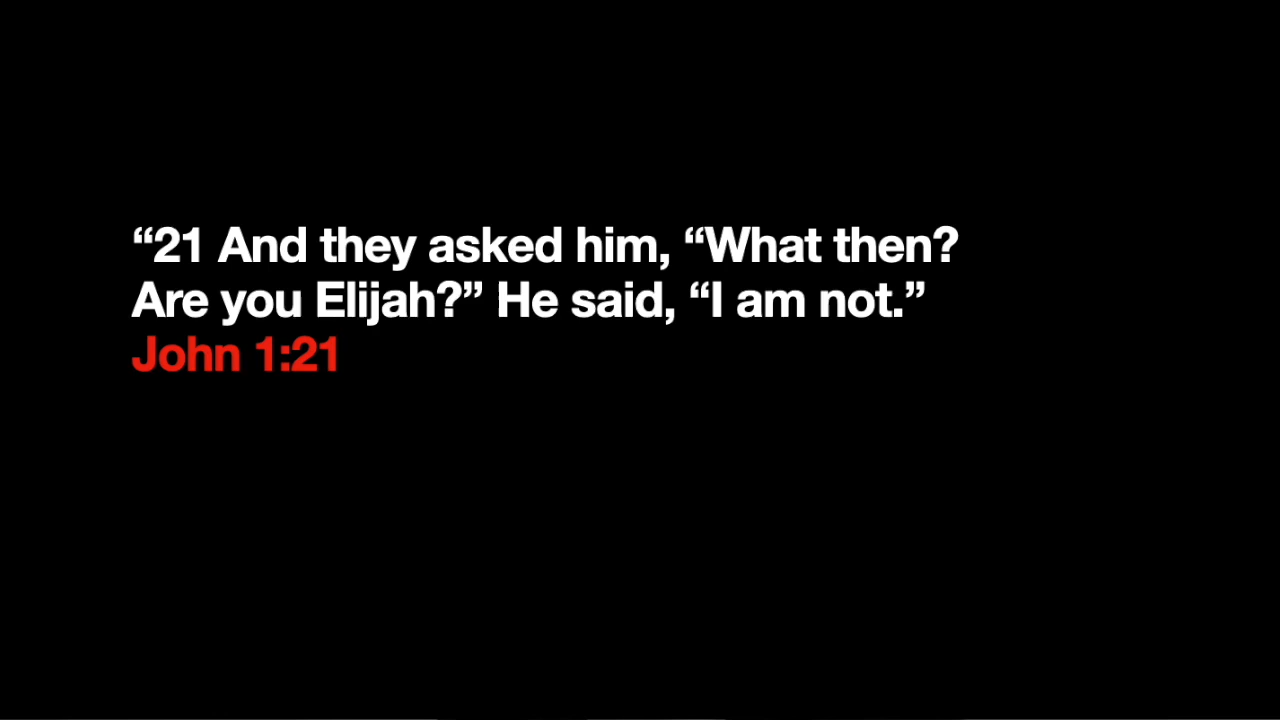 “21 And they asked him, “What then?
Are you Elijah?” He said, “I am not.”
John 1:21